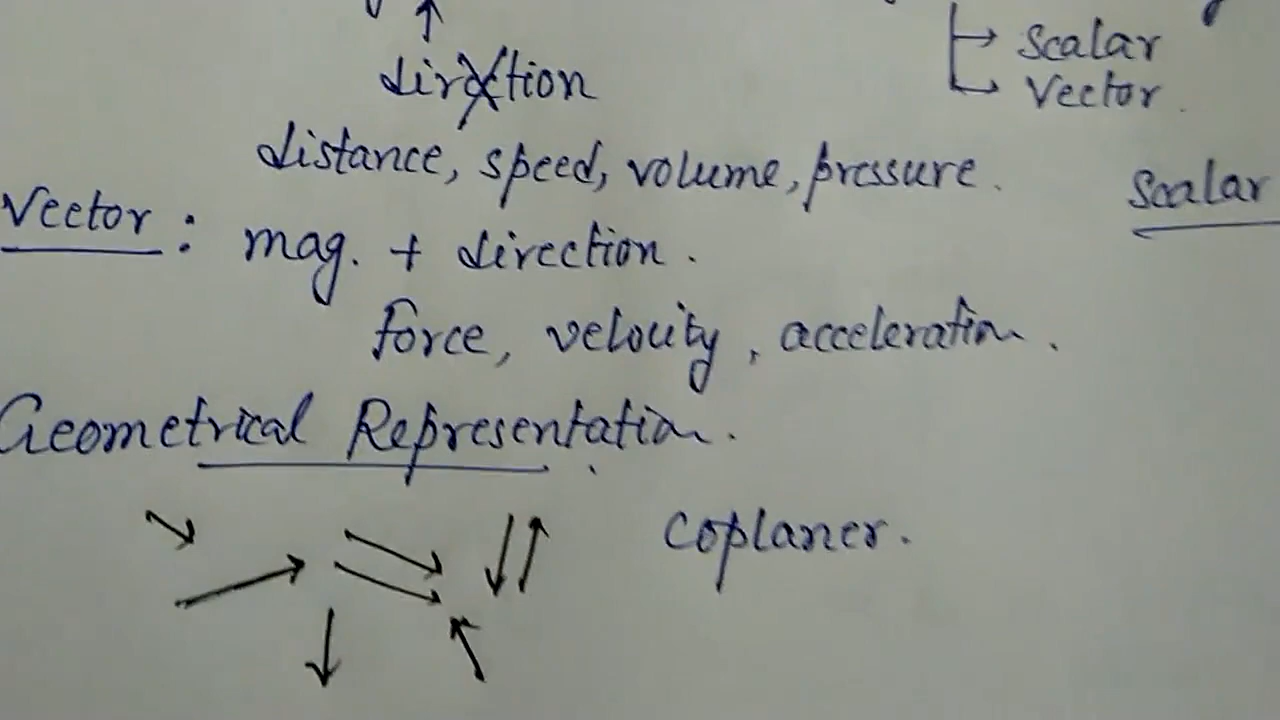 Scalar
Vector.
direction
distance, speed, volume, pressure.
Scalar
Vector : mag. + direction.
force, velocity, acceleration.
Geometrical Representation.
Coplaner.